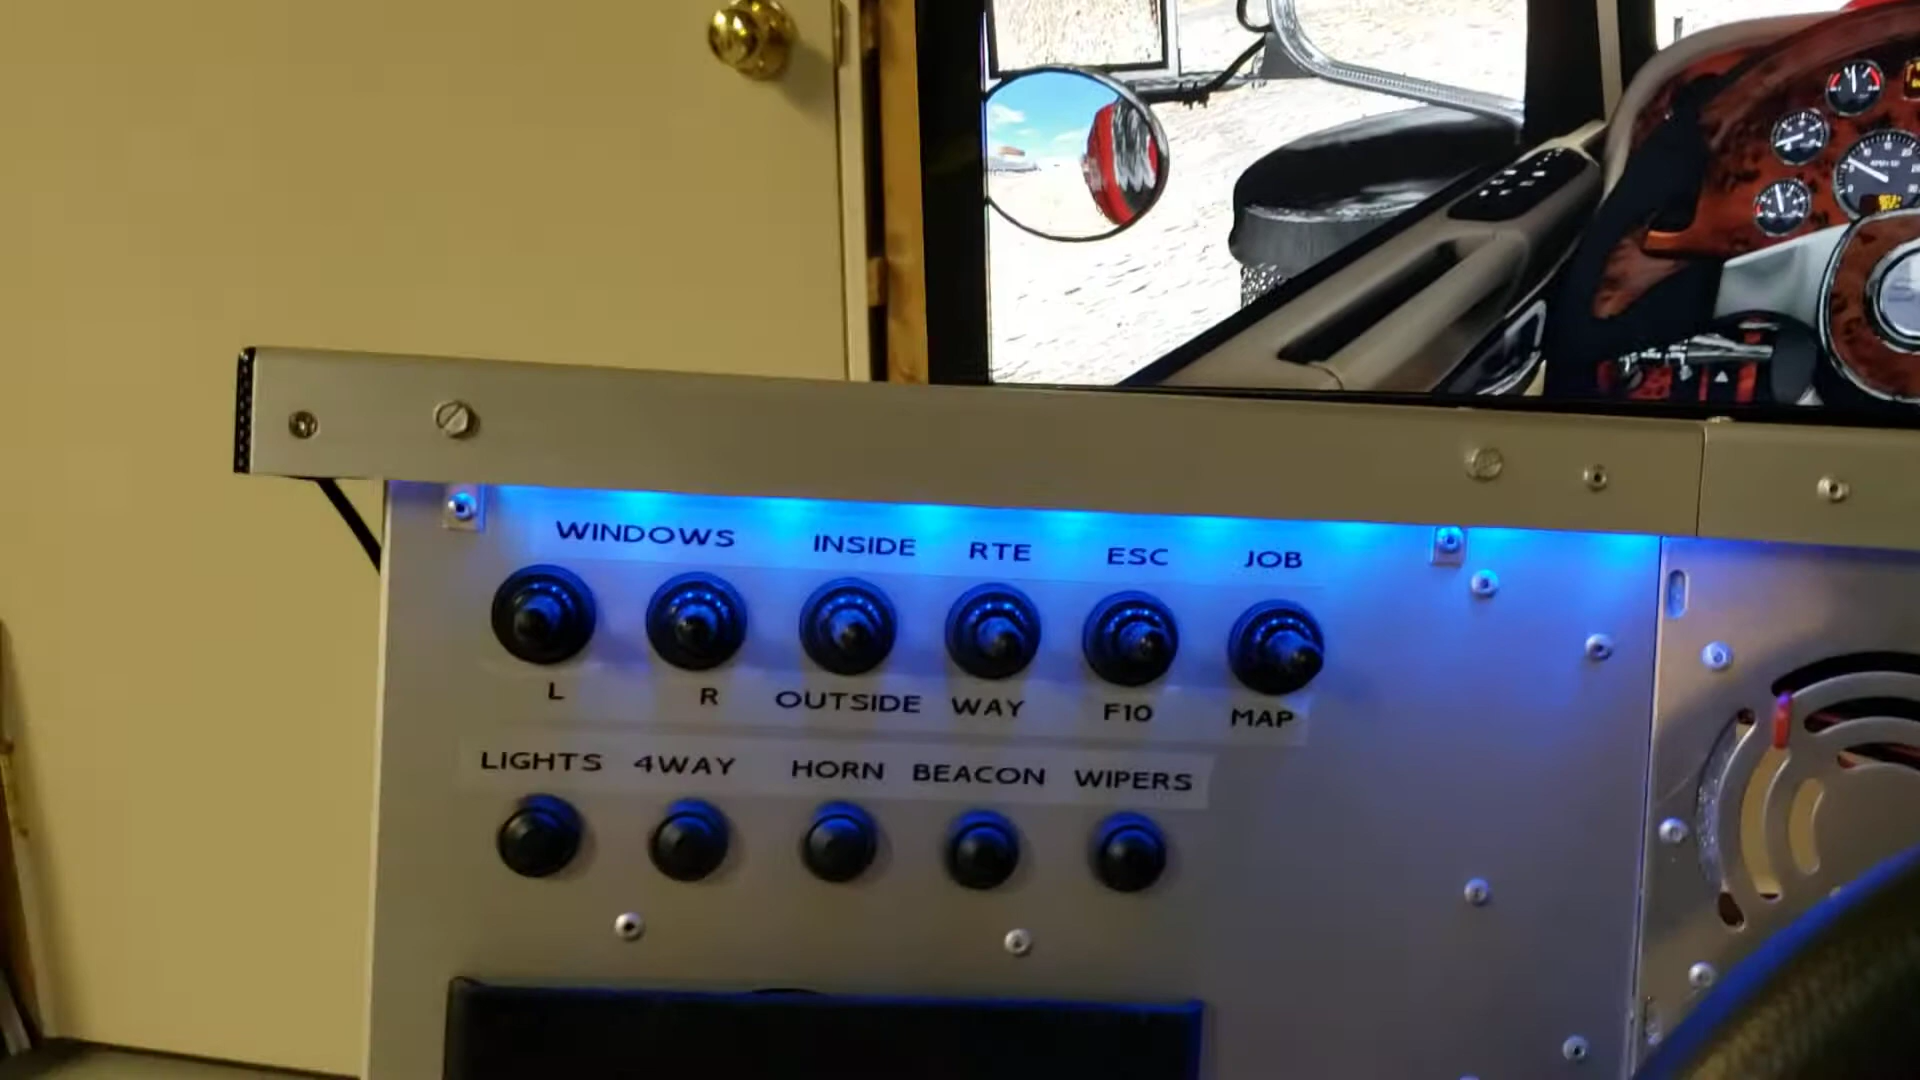 WINDOWS INSIDE RTE ESC JOB
L R OUTSIDE WAY F10 MAP
LIGHTS 4WAY HORN BEACON WIPERS